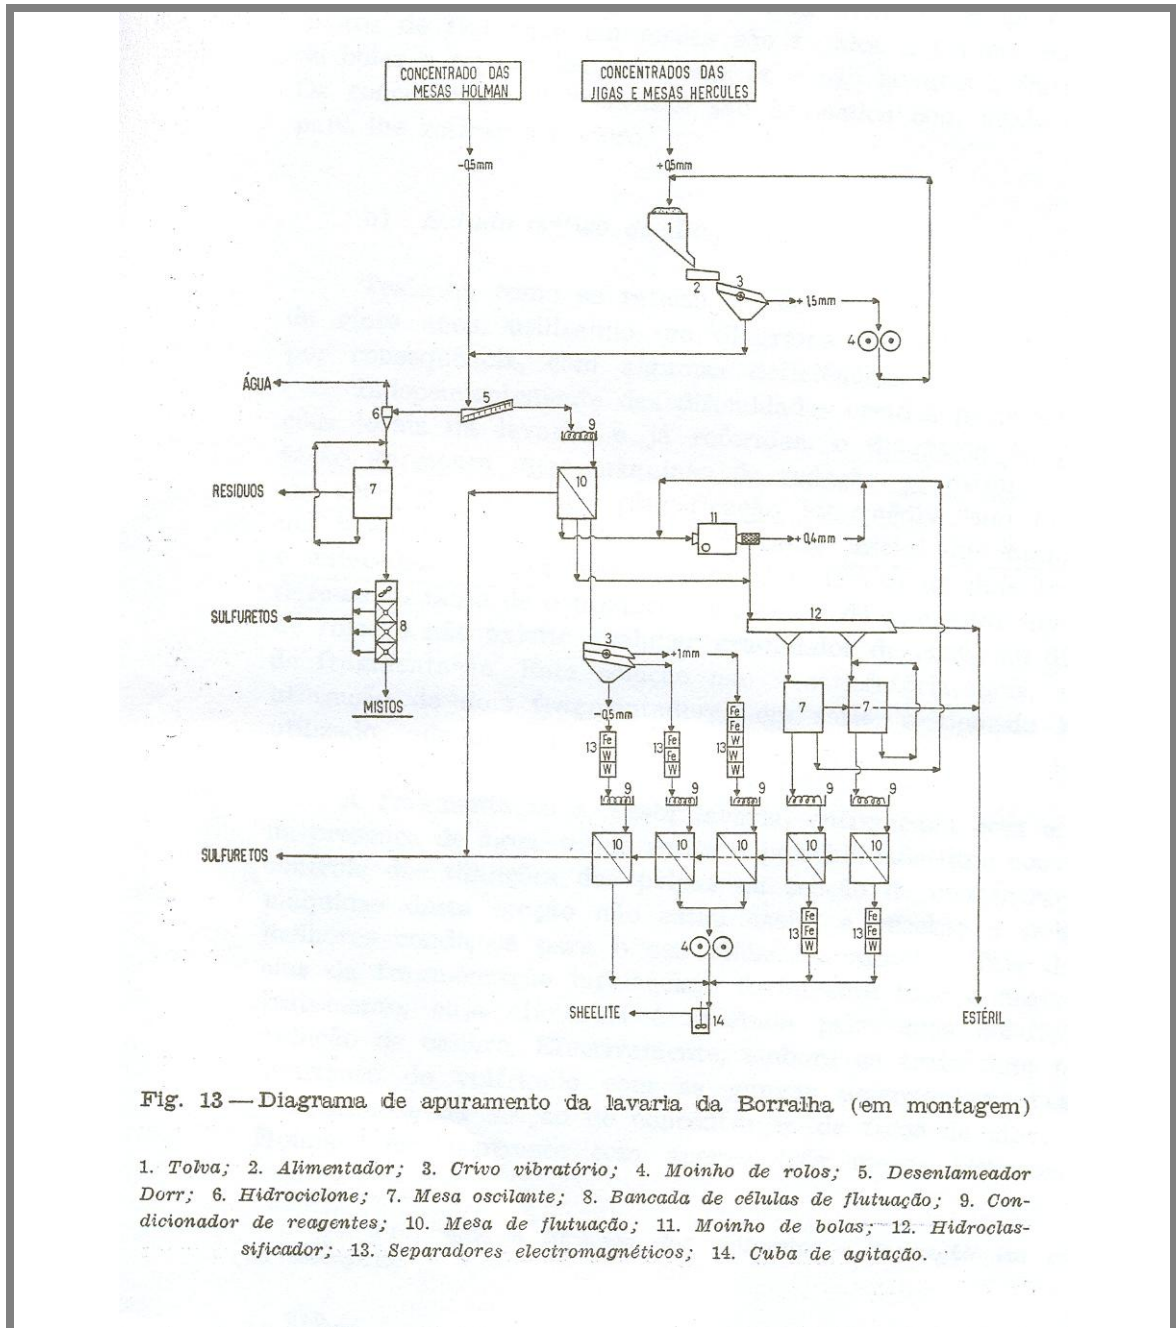 CONCENTRADO DAS
MESAS HOLMAN
CONCENTRADOS DAS
JIGAS E MESAS HERCULES
-0,5mm
+0,5mm
1
2
3
+1,5mm
4
ÁGUA
5
6
9
10
7
RESÍDUOS
11
+0,4mm
SULFURETOS
8
12
3
+1mm
MISTOS
-0,5mm
7
7
Fe
W
W
13
Fe
Fe
W
13
Fe
Fe
W
W
13
9
9
9
9
9
SULFURETOS
10
10
10
10
10
Fe
Fe
W
13
Fe
Fe
W
13
4
SHEELITE
14
ESTÉRIL
Fig. 13 — Diagrama de apuramento da lavaria da Borralha (em montagem)
1. Tolva; 2. Alimentador; 3. Crivo vibratório; 4. Moinho de rolos; 5. Desenlameador
Dorr; 6. Hidrociclone; 7. Mesa oscilante; 8. Bancada de células de flutuação; 9. Con-
dicionador de reagentes; 10. Mesa de flutuação; 11. Moinho de bolas; 12. Hidroclas-
sificador; 13. Separadores electromagnéticos; 14. Cuba de agitação.